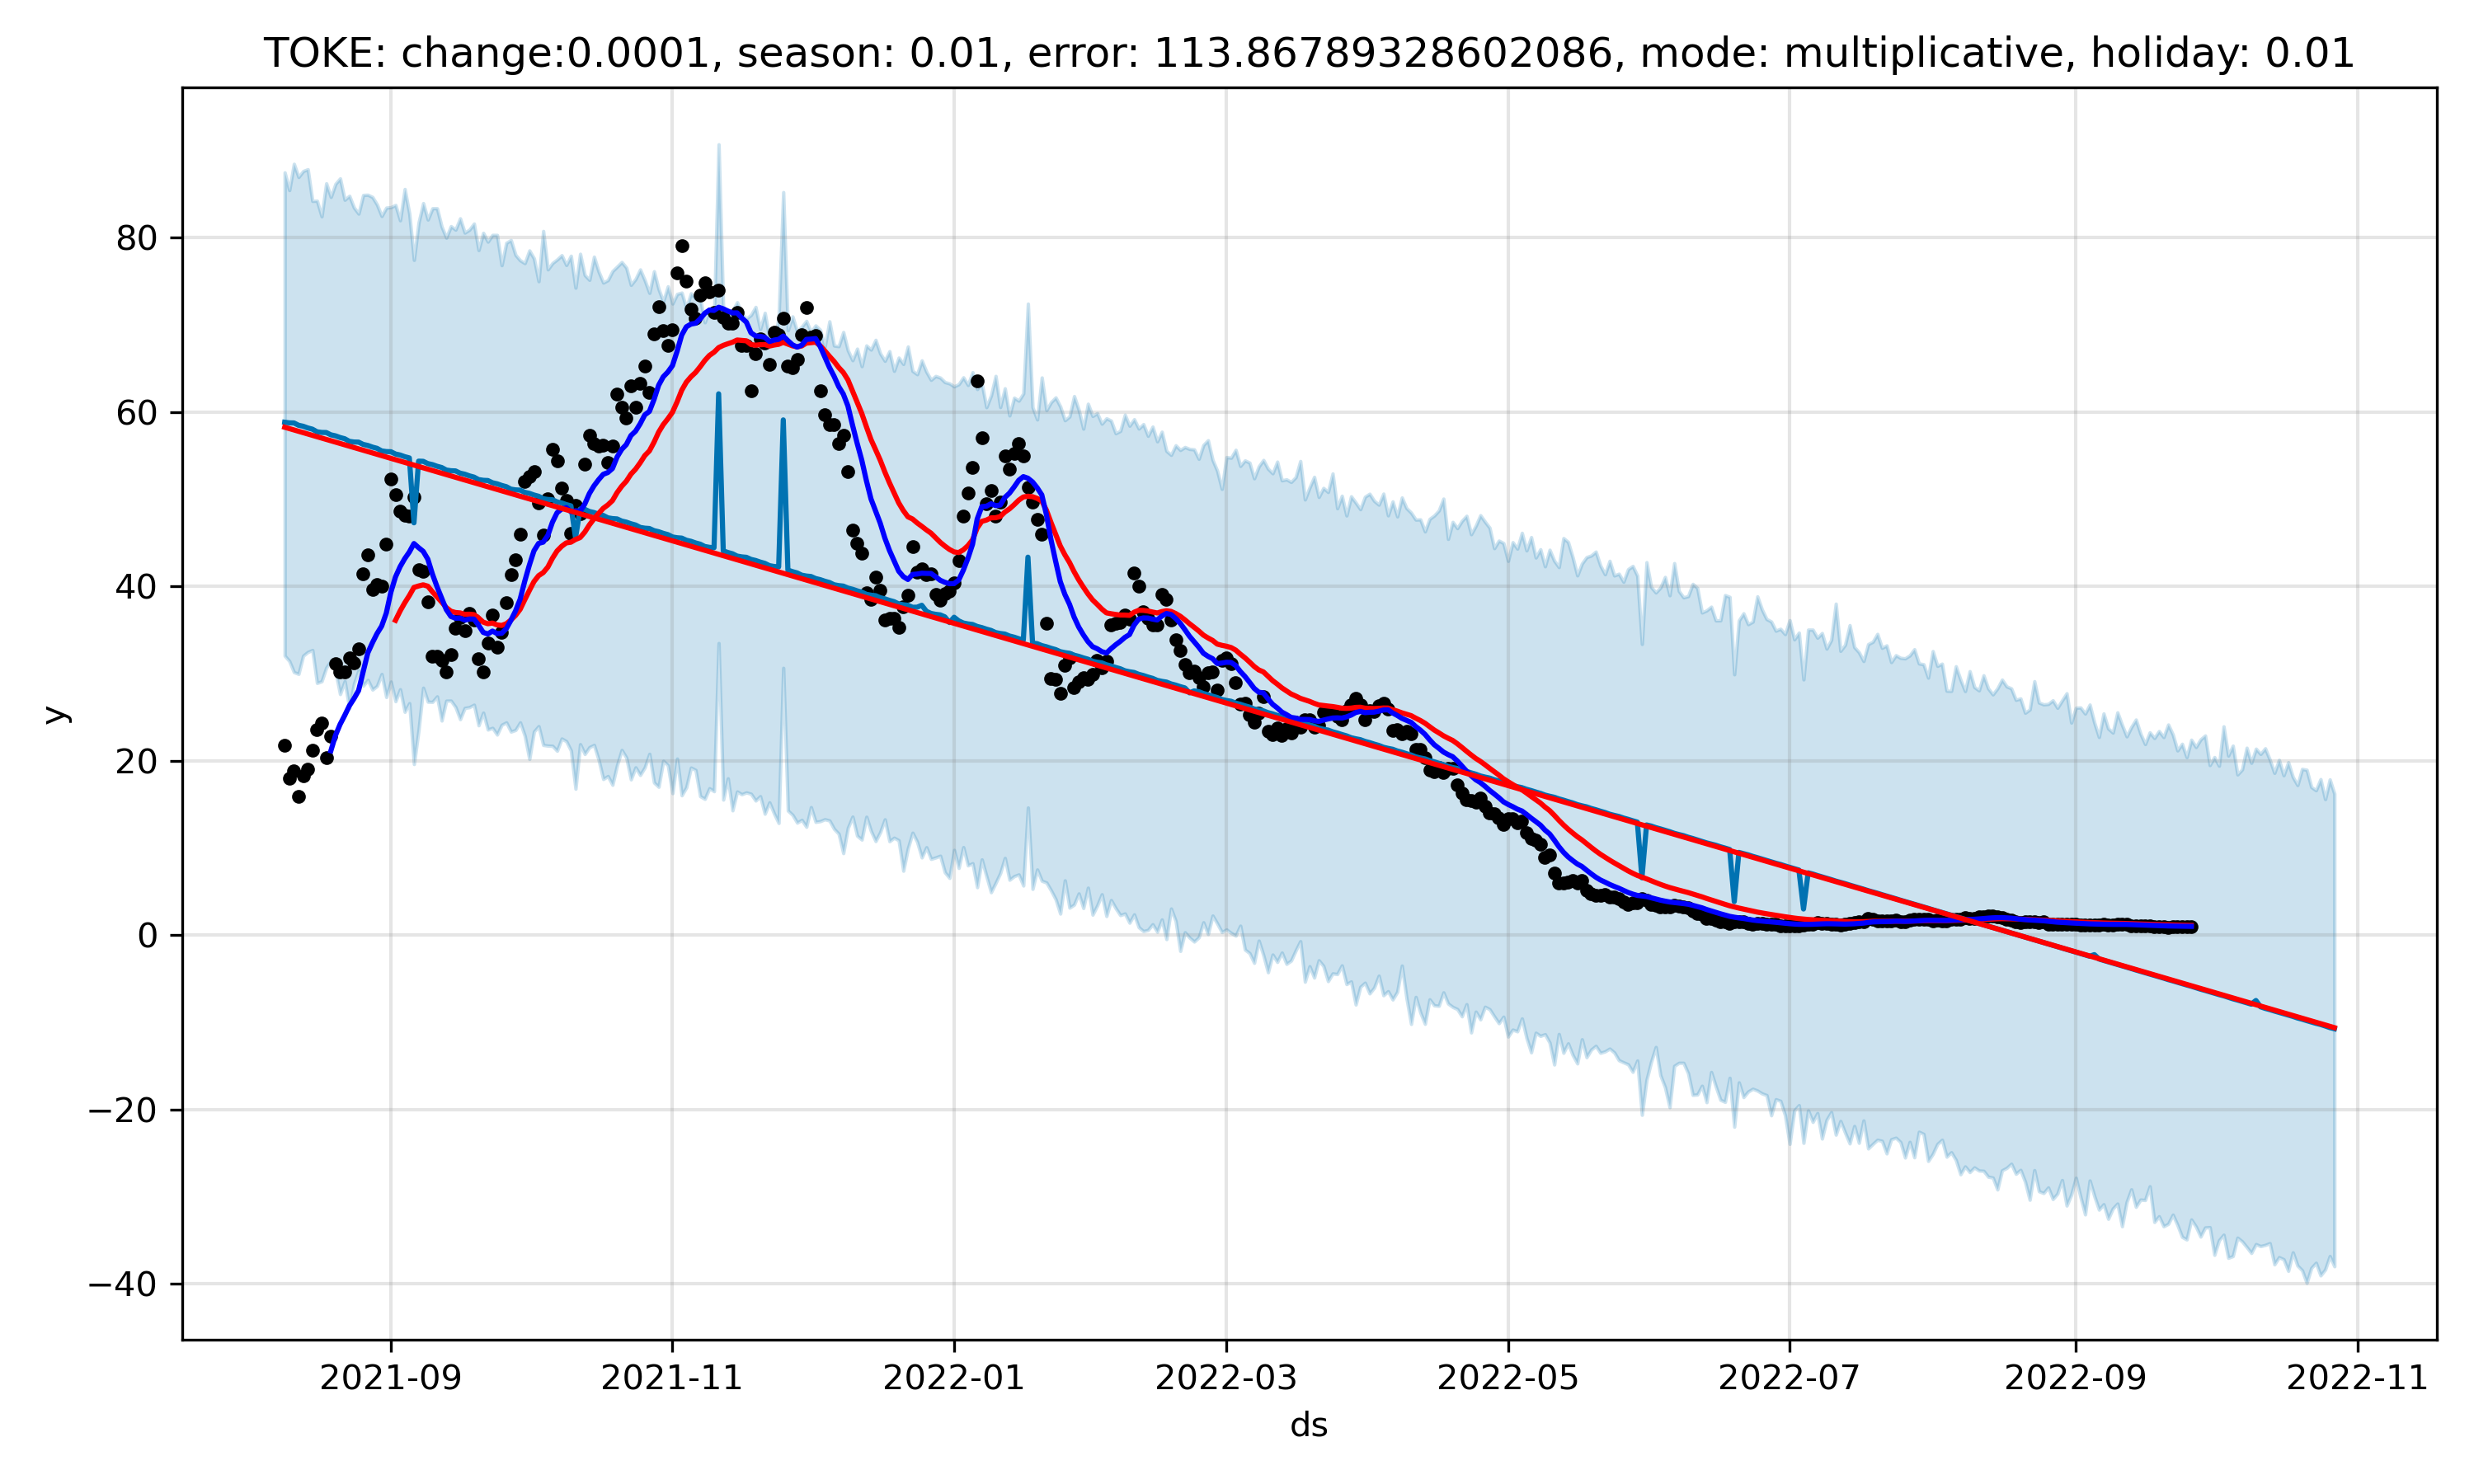 TOKE: change:0.0001, season: 0.01, error: 113.86789328602086, mode: multiplicative, holiday: 0.01
80
60
40
20
0
−20
−40
y
2021-09 2021-11 2022-01 2022-03 2022-05 2022-07 2022-09 2022-11
ds